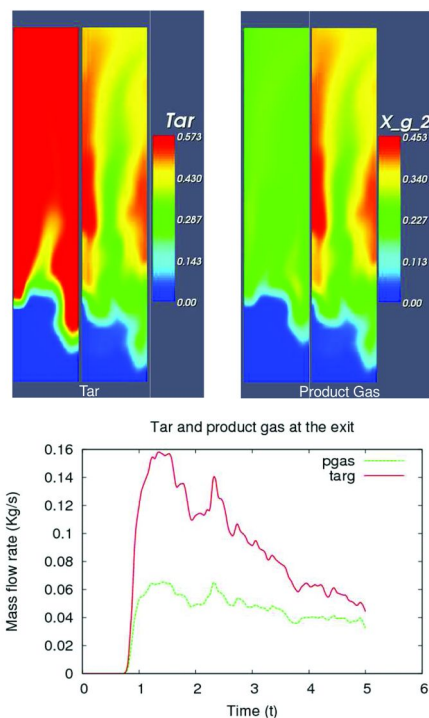 Tar
0.573
0.430
0.287
0.143
0.00
Tar
X_g_2
0.453
0.340
0.227
0.113
0.00
Product Gas
Tar and product gas at the exit
pgas
targ
Mass flow rate (Kg/s)
0.16
0.14
0.12
0.1
0.08
0.06
0.04
0.02
0
0 1 2 3 4 5 6
Time (t)